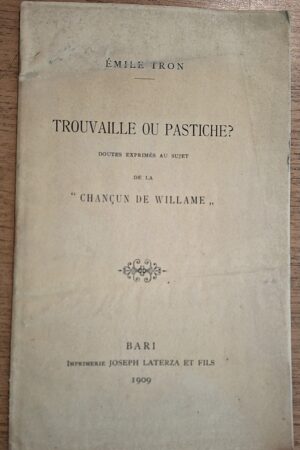 ÉMILE TRON
TROUVAILLE OU PASTICHE?
DOUTES EXPRIMÉS AU SUJET
DE LA
“ CHANÇUN DE WILLAME „
BARI
IMPRIMERIE JOSEPH LATERZA ET FILS
1909